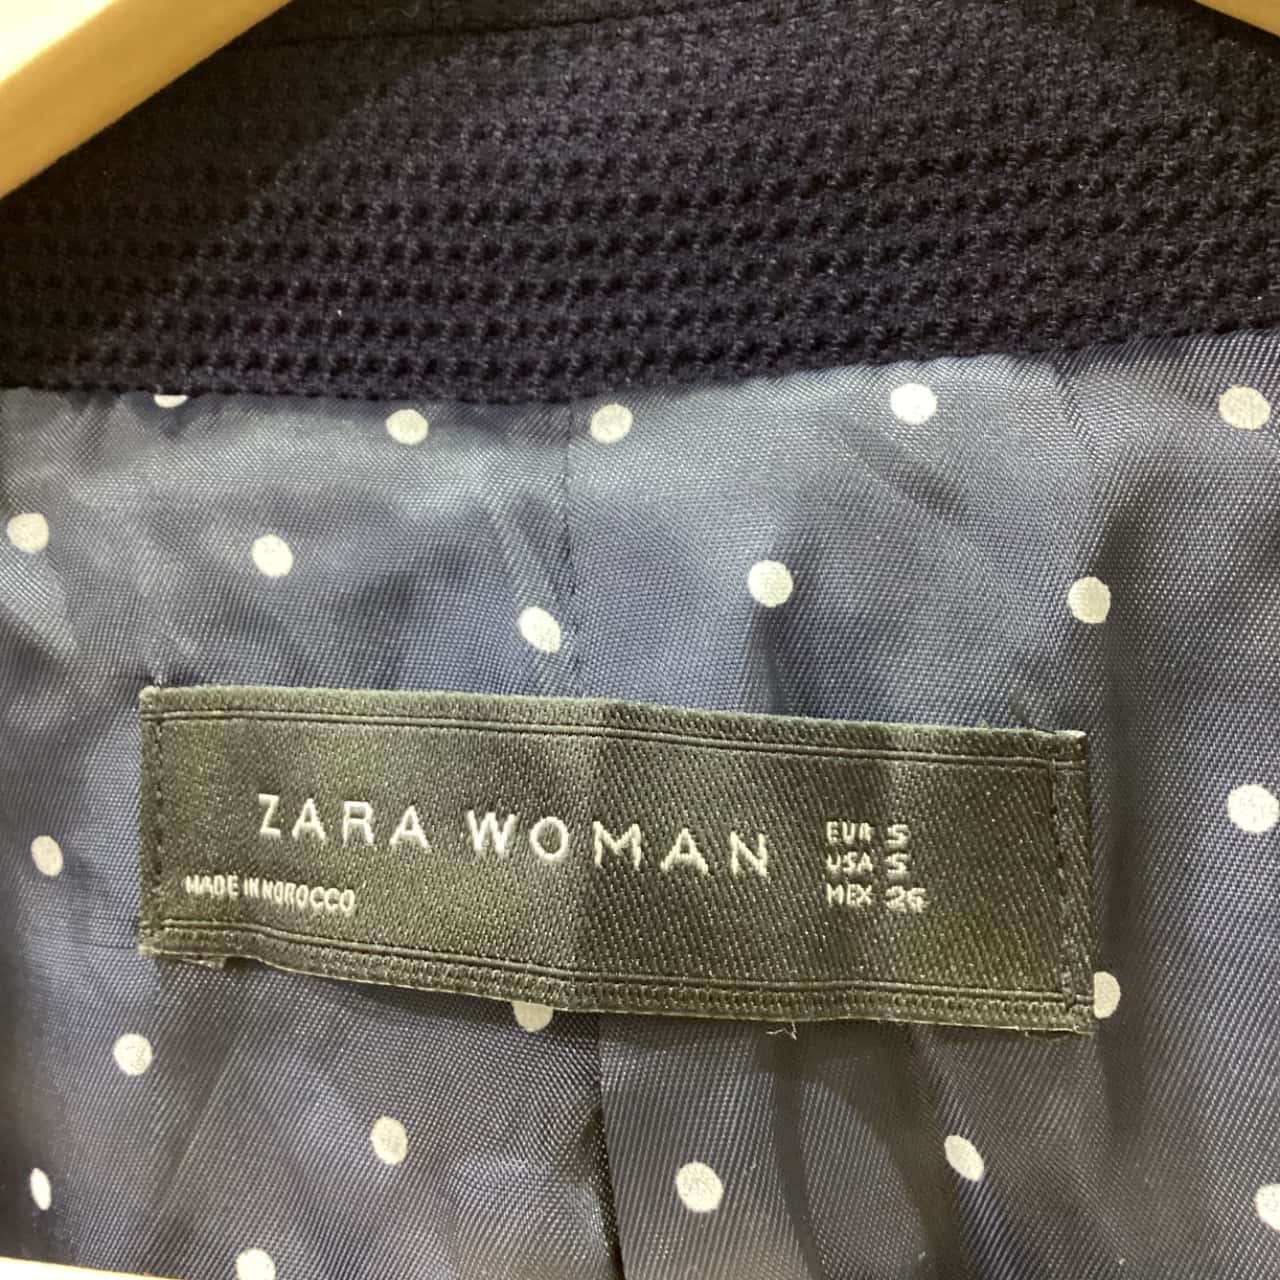 ZARA WOMAN
MADE IN MOROCCO
EUR S
USA S
MEX 26